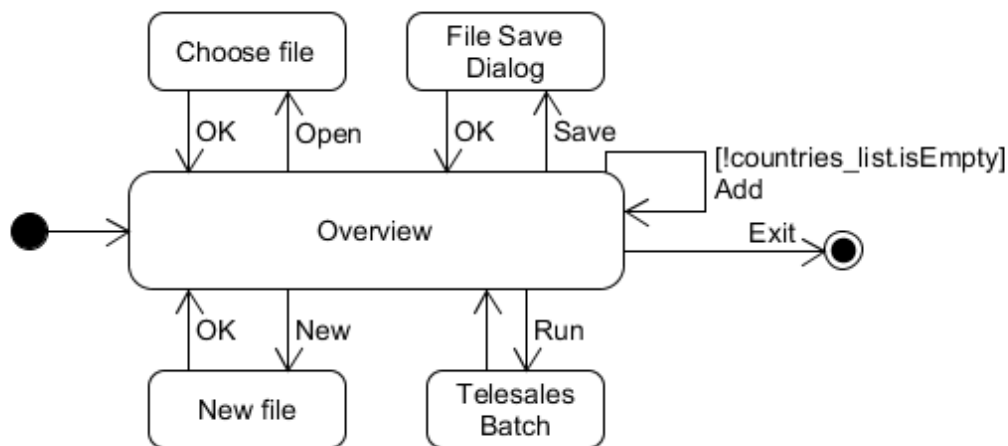 Choose file
File Save
Dialog
OK
Open
OK
Save
[!countries_list.isEmpty]
Add
Overview
Exit
OK
New
Run
New file
Telesales
Batch